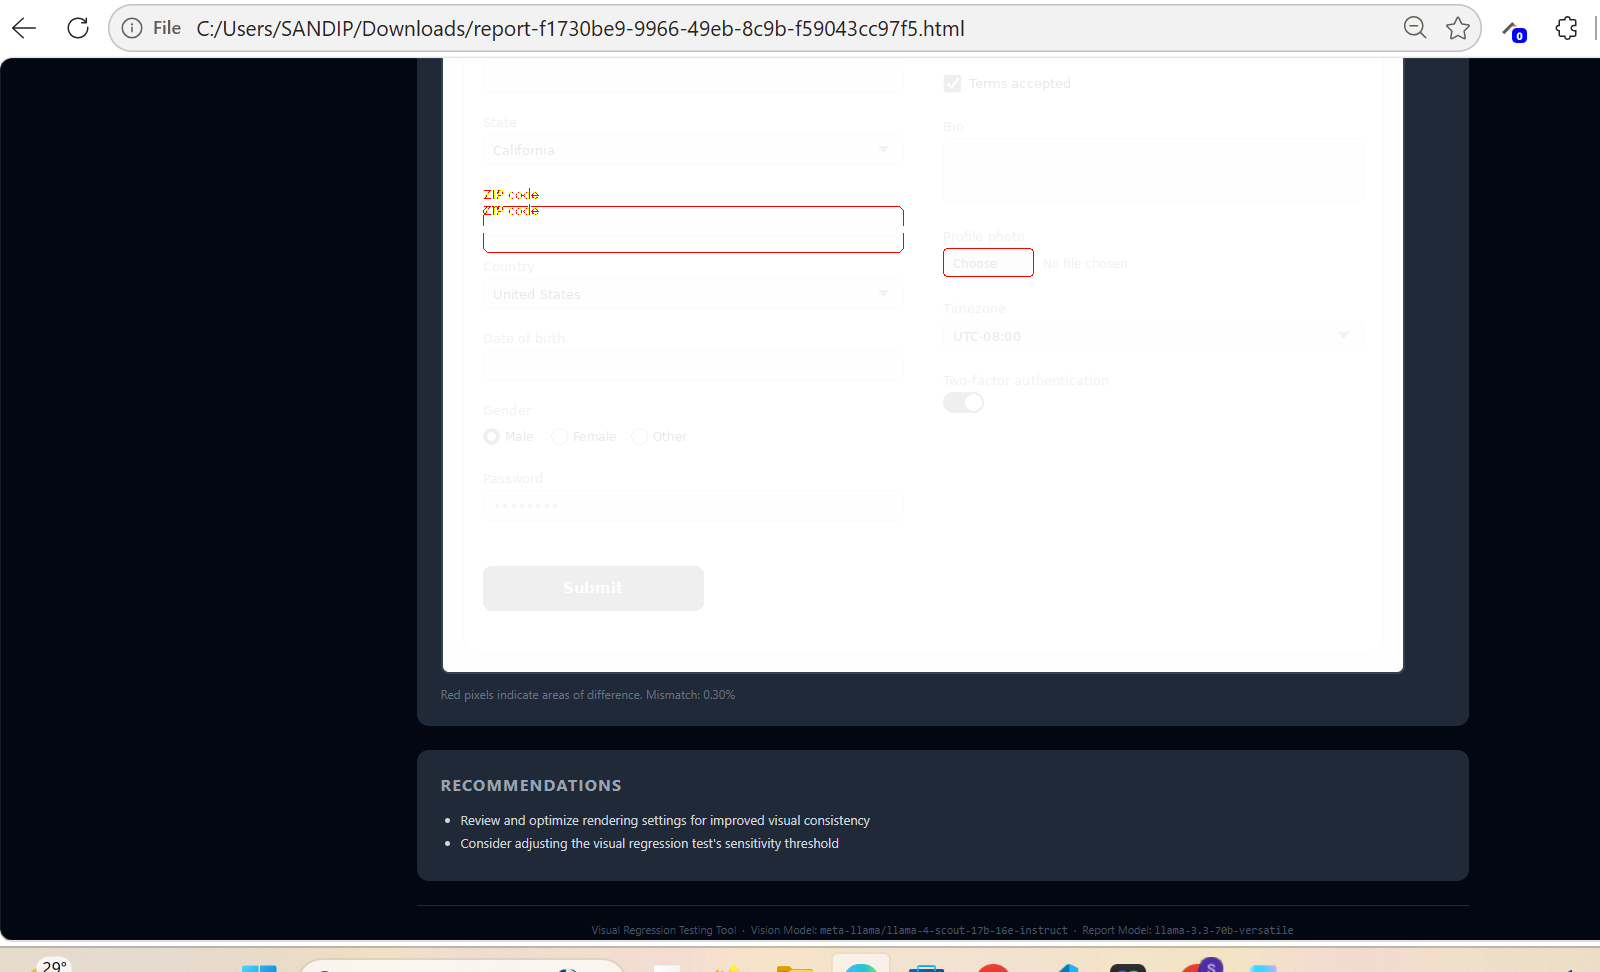 File C:/Users/SANDIP/Downloads/report-f1730be9-9966-49eb-8c9b-f59043cc97f5.html
0
State
California
ZIP code
ZIP code
Country
United States
Date of birth
Gender
Male Female Other
Password
Submit
Terms accepted
Bio
Profile photo
Choose No file chosen
Timezone
UTC-08:00
Two-factor authentication
Red pixels indicate areas of difference. Mismatch: 0.30%
RECOMMENDATIONS
Review and optimize rendering settings for improved visual consistency
Consider adjusting the visual regression test's sensitivity threshold
Visual Regression Testing Tool · Vision Model: meta-llama/llama-4-scout-17b-16e-instruct · Report Model: llama-3.3-70b-versatile
29°
S